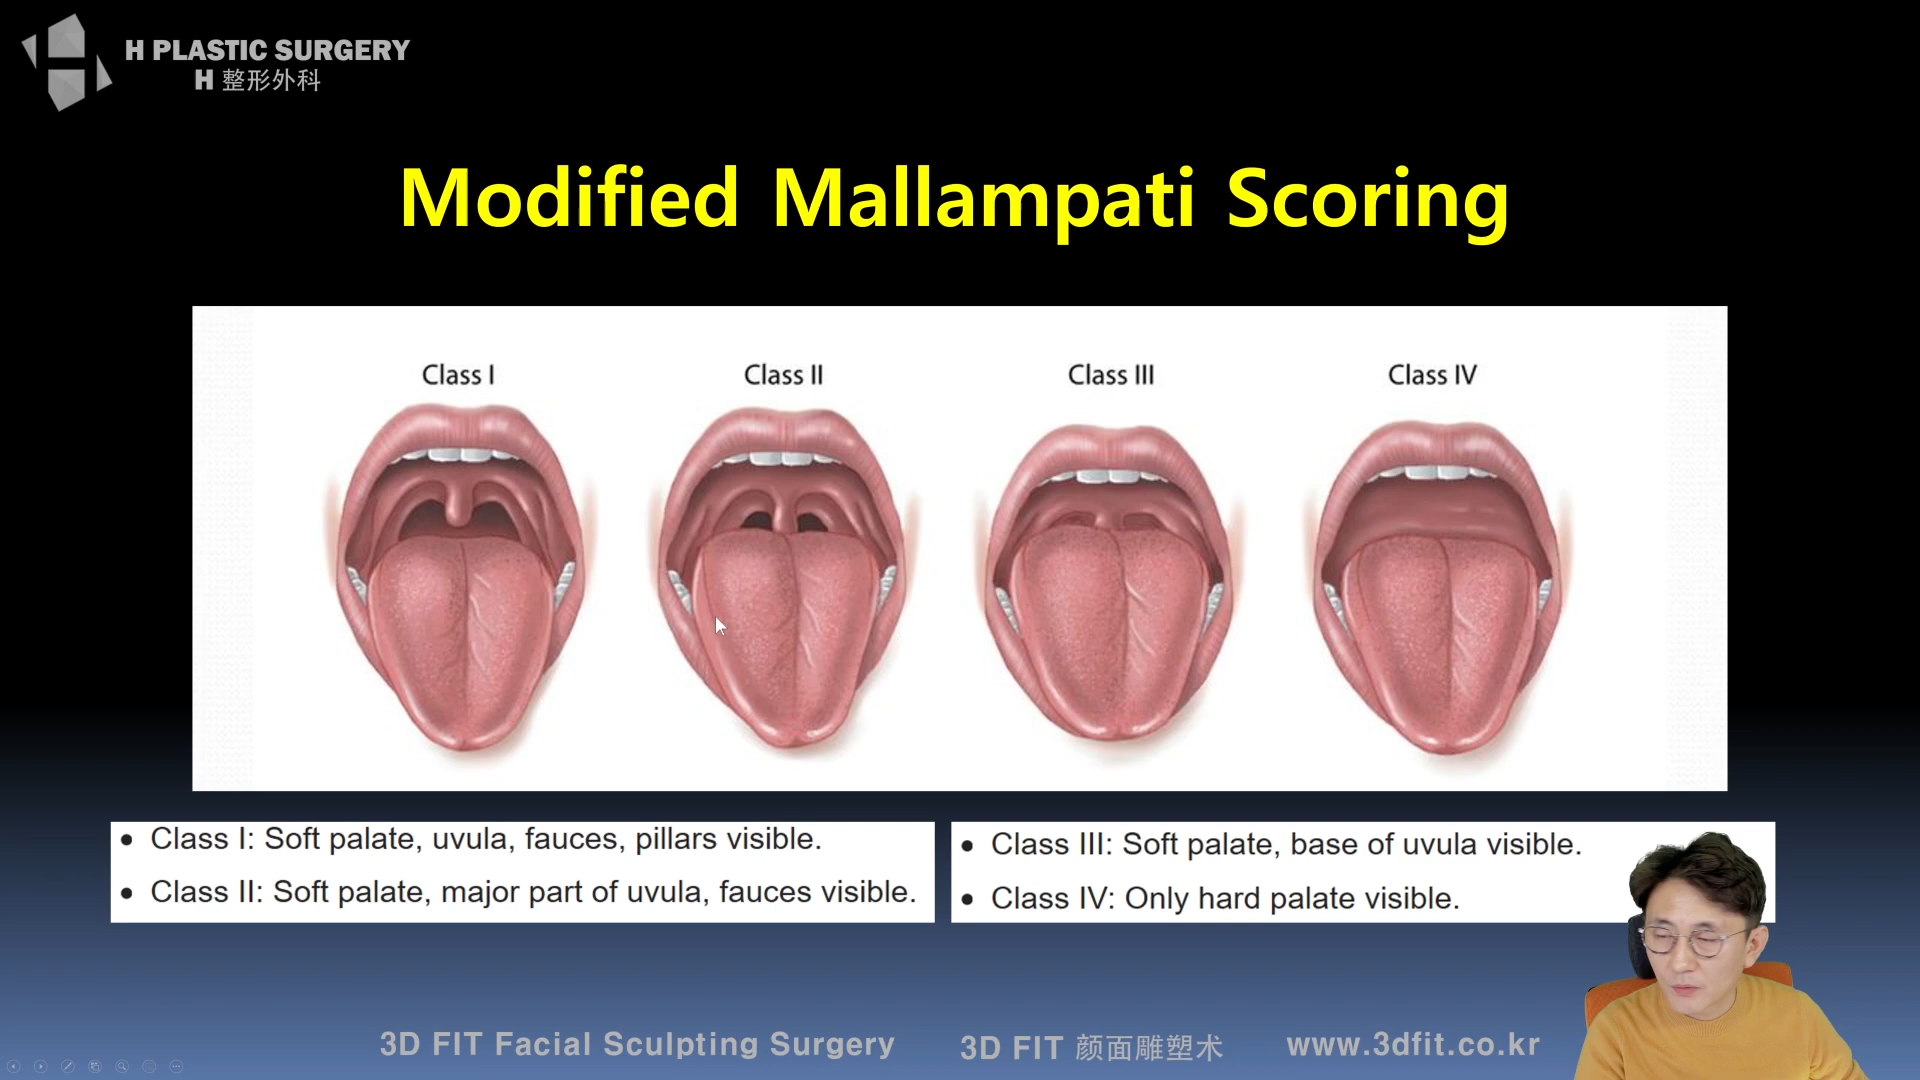 H PLASTIC SURGERY
H 整形外科
Modified Mallampati Scoring
Class I
Class II
Class III
Class IV
• Class I: Soft palate, uvula, fauces, pillars visible.
• Class II: Soft palate, major part of uvula, fauces visible.
• Class III: Soft palate, base of uvula visible.
• Class IV: Only hard palate visible.
3D FIT Facial Sculpting Surgery
3D FIT 颜面雕塑术
www.3dfit.co.kr